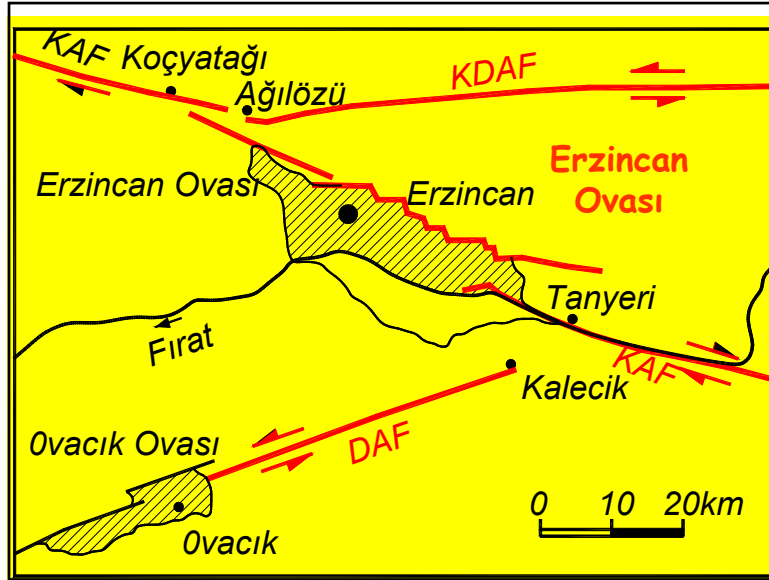 KAF
Koçyatağı
KDAF
Ağılözü
Erzincan
Ovası
Erzincan Ovası
Erzincan
Tanyeri
Fırat
KAF
Kalecik
0vacık Ovası
DAF
0vacık
0 10 20km